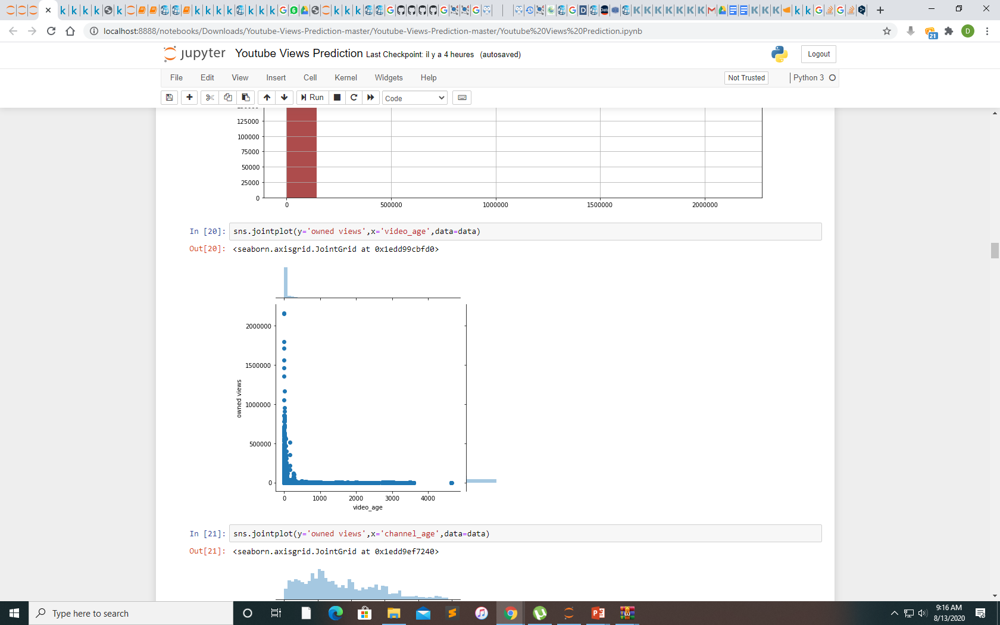 localhost:8888/notebooks/Downloads/Youtube-Views-Prediction-master/Youtube-Views-Prediction-master/Youtube%20Views%20Prediction.ipynb
21
D
jupyter Youtube Views Prediction Last Checkpoint: il y a 4 heures (autosaved)
Logout
File Edit View Insert Cell Kernel Widgets Help
Not Trusted
Python 3
Run
Code
125000
100000
75000
50000
25000
0
0 500000 1000000 1500000 2000000
In [20]: sns.jointplot(y='owned views',x='video_age',data=data)
Out[20]: <seaborn.axisgrid.JointGrid at 0x1edd99cbfd0>
2000000
1500000
1000000
500000
0
owned views
0 1000 2000 3000 4000
video_age
In [21]: sns.jointplot(y='owned views',x='channel_age',data=data)
Out[21]: <seaborn.axisgrid.JointGrid at 0x1edd9ef7240>
Type here to search
9:16 AM
8/13/2020